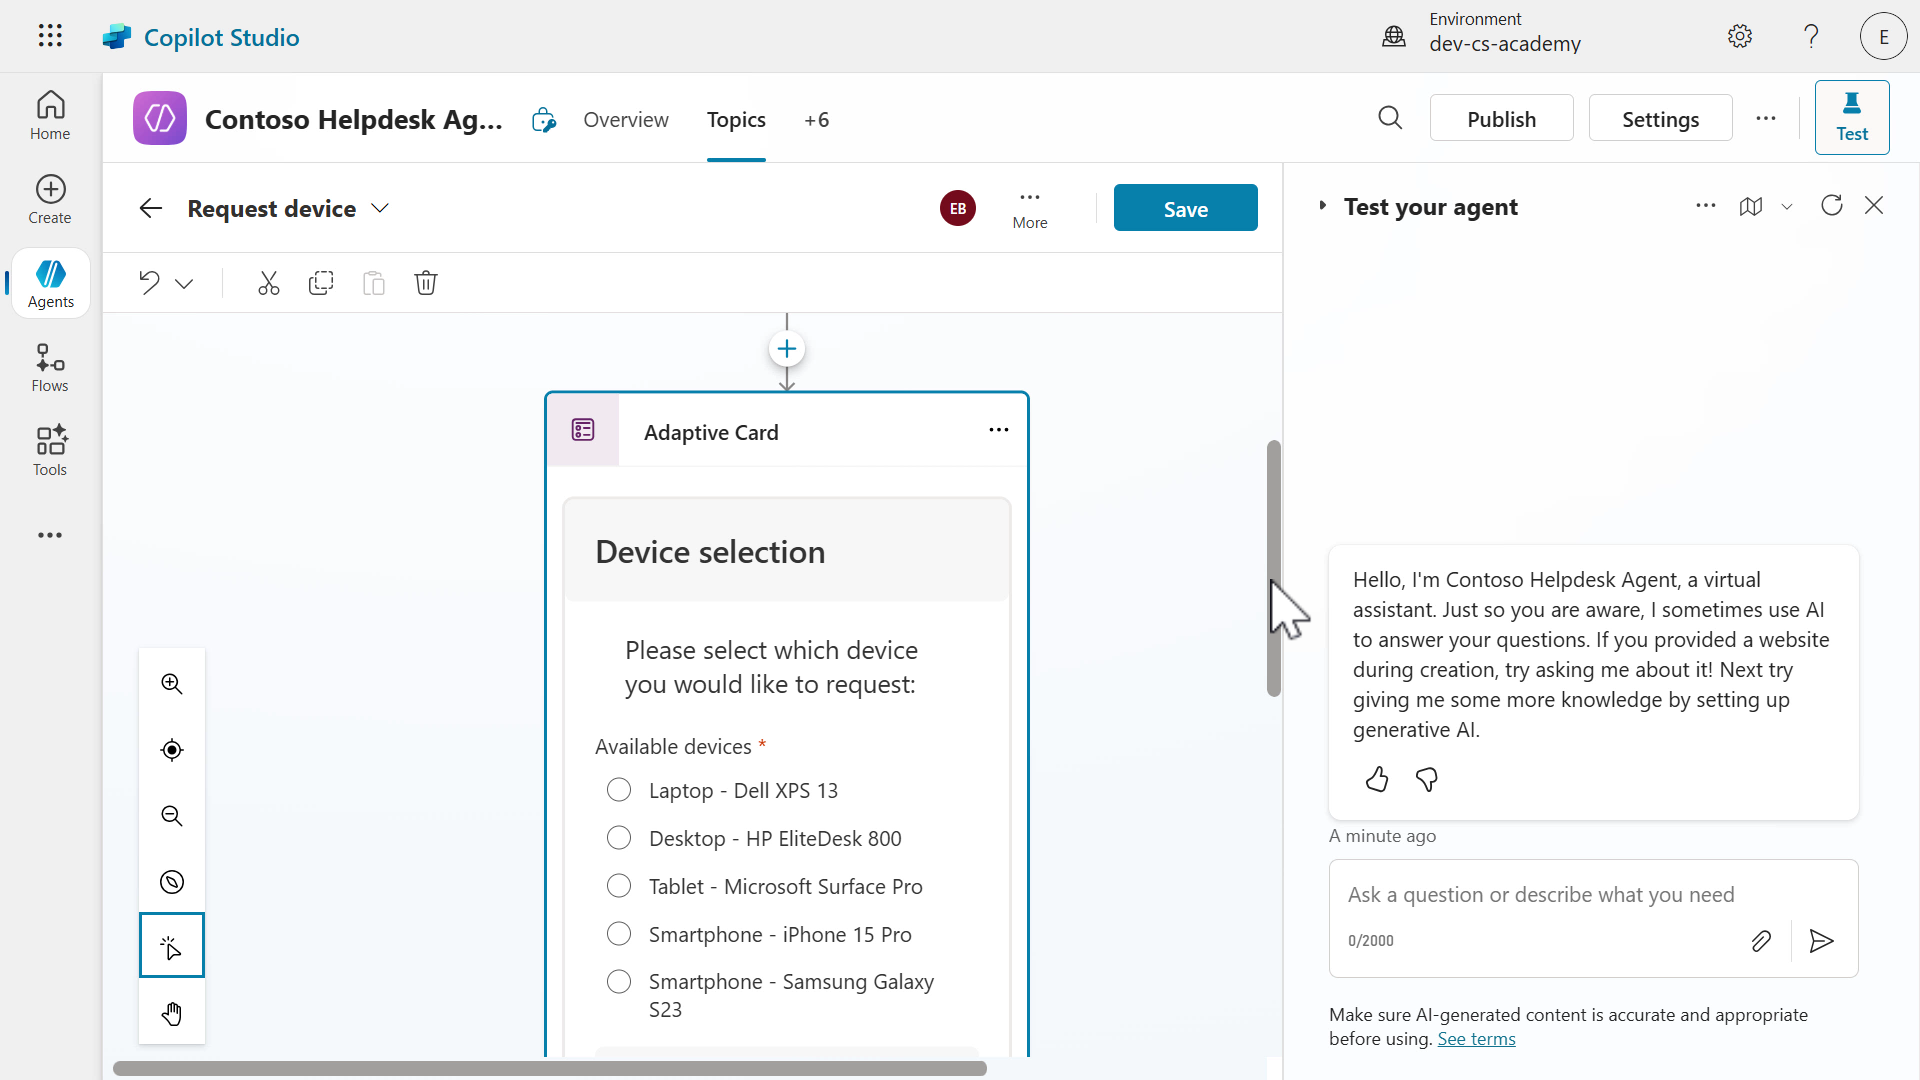 Copilot Studio
Environment
dev-cs-academy
?
E
Home
Create
Agents
Flows
Tools
Contoso Helpdesk Ag...
Overview
Topics
+6
Publish
Settings
Test
Request device
EB
More
Save
Adaptive Card
Device selection
Please select which device
you would like to request:
Available devices *
Laptop - Dell XPS 13
Desktop - HP EliteDesk 800
Tablet - Microsoft Surface Pro
Smartphone - iPhone 15 Pro
Smartphone - Samsung Galaxy
S23
Test your agent
Hello, I'm Contoso Helpdesk Agent, a virtual
assistant. Just so you are aware, I sometimes use AI
to answer your questions. If you provided a website
during creation, try asking me about it! Next try
giving me some more knowledge by setting up
generative AI.
A minute ago
Ask a question or describe what you need
0/2000
Make sure AI-generated content is accurate and appropriate
before using. See terms